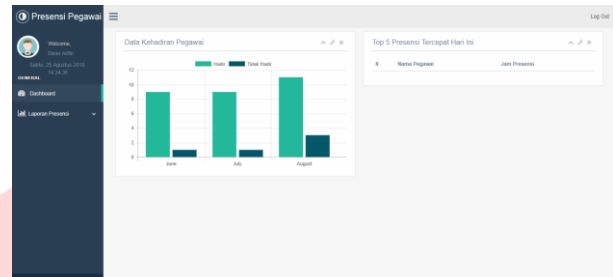 Presensi Pegawai
Log Out
Welcome,
Sabtu, 25 Agustus 2018
14:34:36
GENERAL
Dashboard
Laporan Presensi
Data Kehadiran Pegawai
Hadir
Tidak Hadir
12
10
8
6
4
2
0
June
July
August
Top 5 Presensi Tercepat Hari Ini
#
Nama Pegawai
Jam Presensi